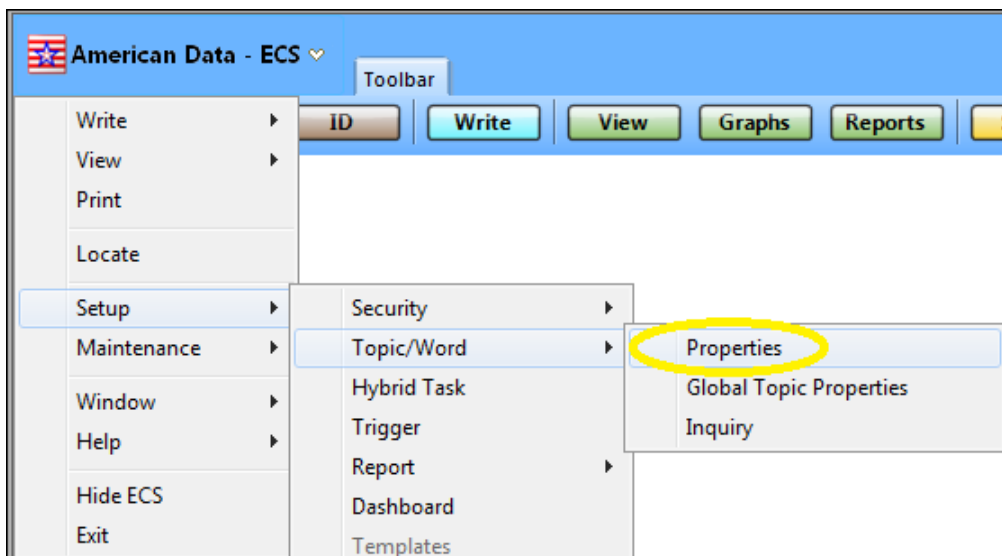 American Data - ECS
Toolbar
ID Write View Graphs Reports
Write
View
Print
Locate
Setup
Maintenance
Window
Help
Hide ECS
Exit
Security
Topic/Word
Hybrid Task
Trigger
Report
Dashboard
Templates
Properties
Global Topic Properties
Inquiry